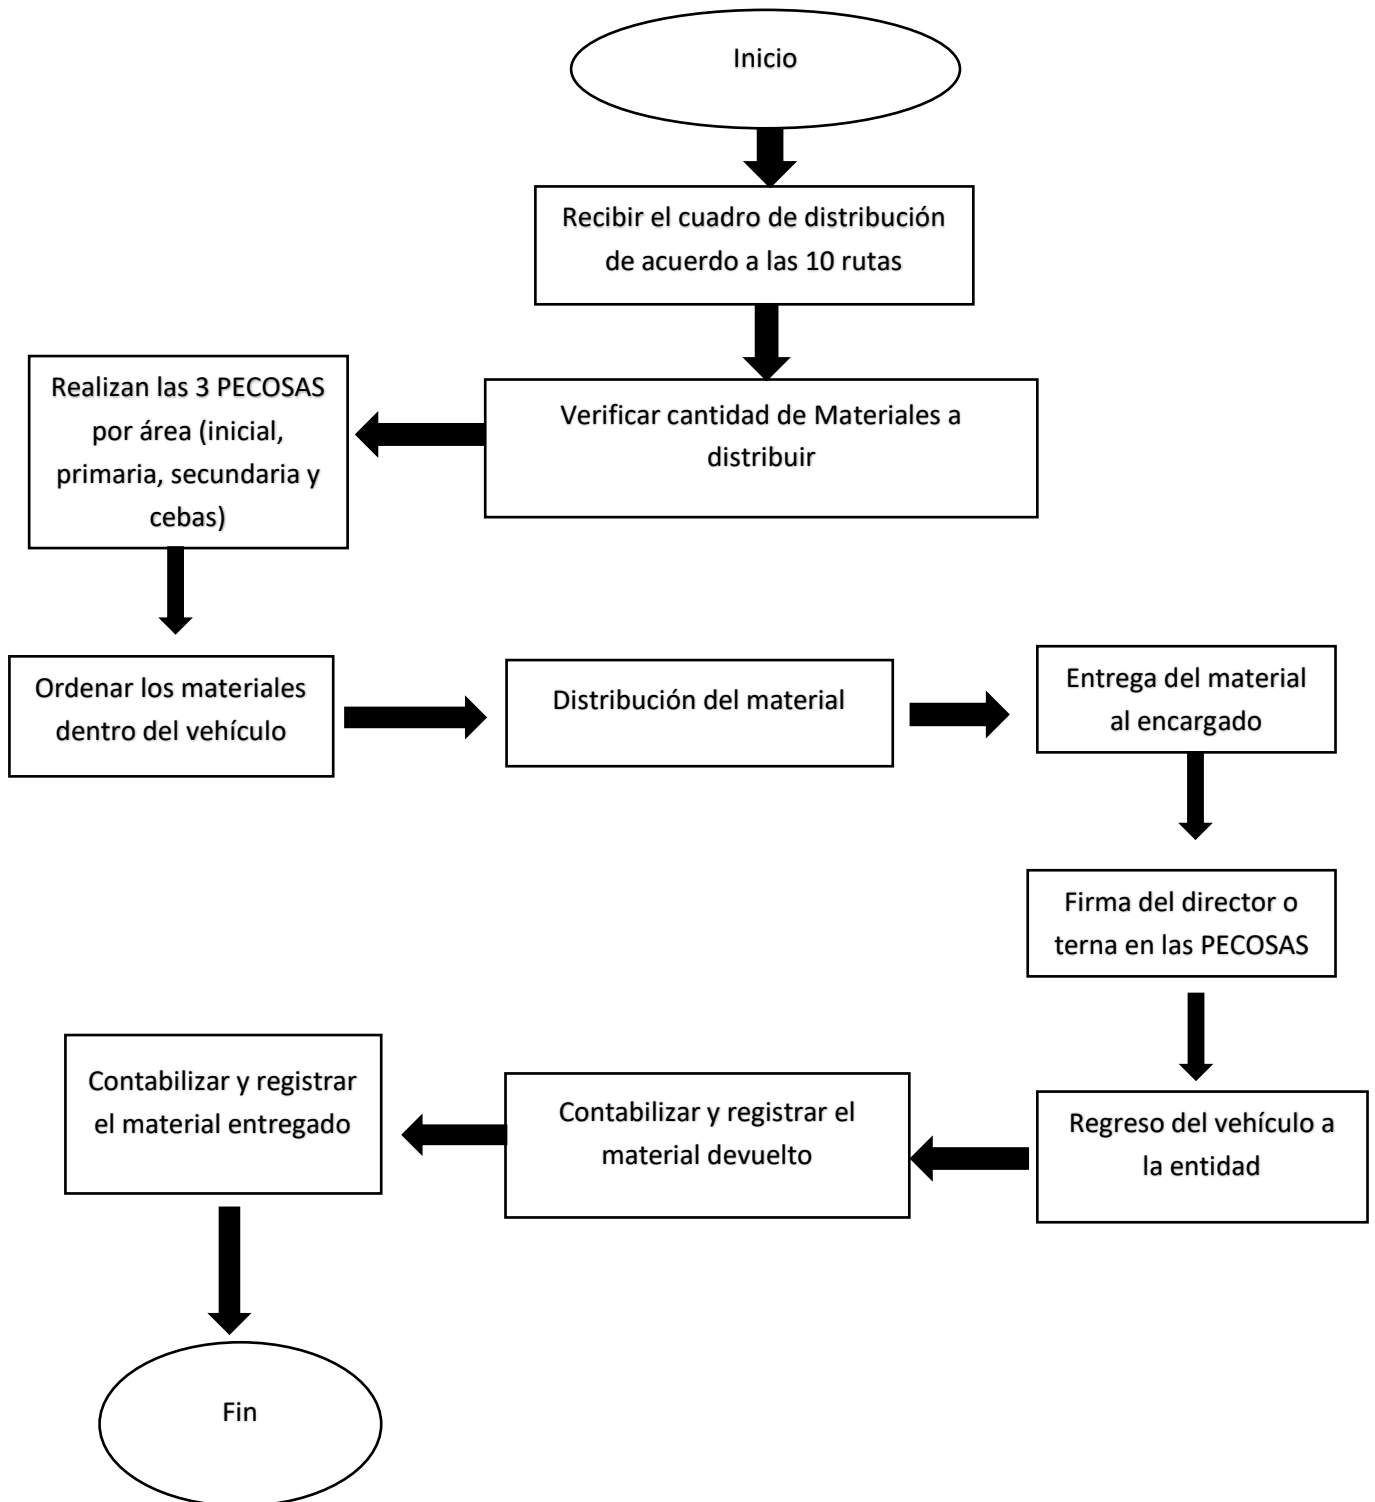 Inicio
Recibir el cuadro de distribución
de acuerdo a las 10 rutas
Verificar cantidad de Materiales a
distribuir
Realizan las 3 PECOSAS
por área (inicial,
primaria, secundaria y
cebas)
Ordenar los materiales
dentro del vehículo
Distribución del material
Entrega del material
al encargado
Firma del director o
terna en las PECOSAS
Regreso del vehículo a
la entidad
Contabilizar y registrar el
material devuelto
Contabilizar y registrar
el material entregado
Fin